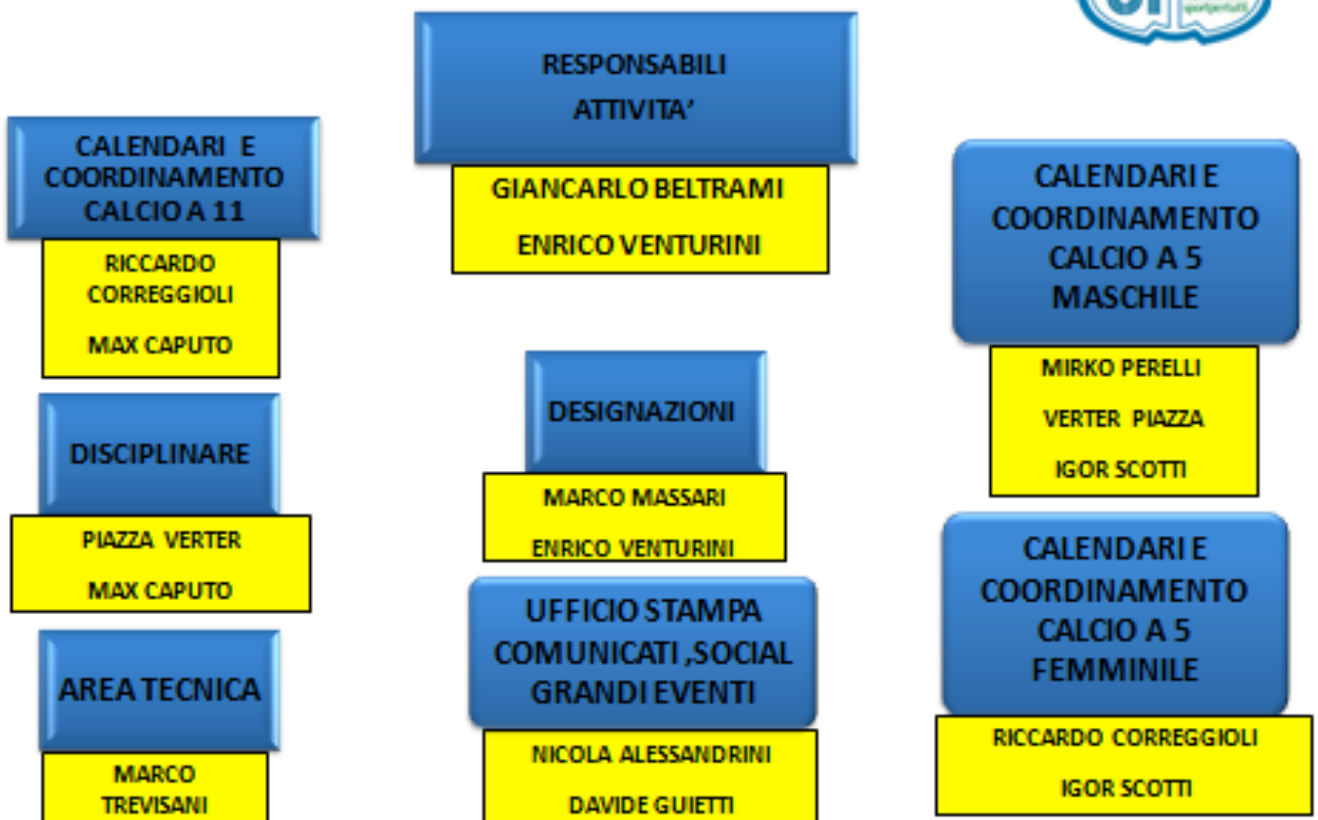 sportpertutti
RESPONSABILI
ATTIVITA'
GIANCARLO BELTRAMI
ENRICO VENTURINI
CALENDARI E
COORDINAMENTO
CALCIO A 11
RICCARDO
CORREGGIOLI
MAX CAPUTO
DISCIPLINARE
PIAZZA VERTER
MAX CAPUTO
AREA TECNICA
MARCO
TREVISANI
DESIGNAZIONI
MARCO MASSARI
ENRICO VENTURINI
UFFICIO STAMPA
COMUNICATI ,SOCIAL
GRANDI EVENTI
NICOLA ALESSANDRINI
DAVIDE GUIETTI
CALENDARI E
COORDINAMENTO
CALCIO A 5
MASCHILE
MIRKO PERELLI
VERTER PIAZZA
IGOR SCOTTI
CALENDARI E
COORDINAMENTO
CALCIO A 5
FEMMINILE
RICCARDO CORREGGIOLI
IGOR SCOTTI